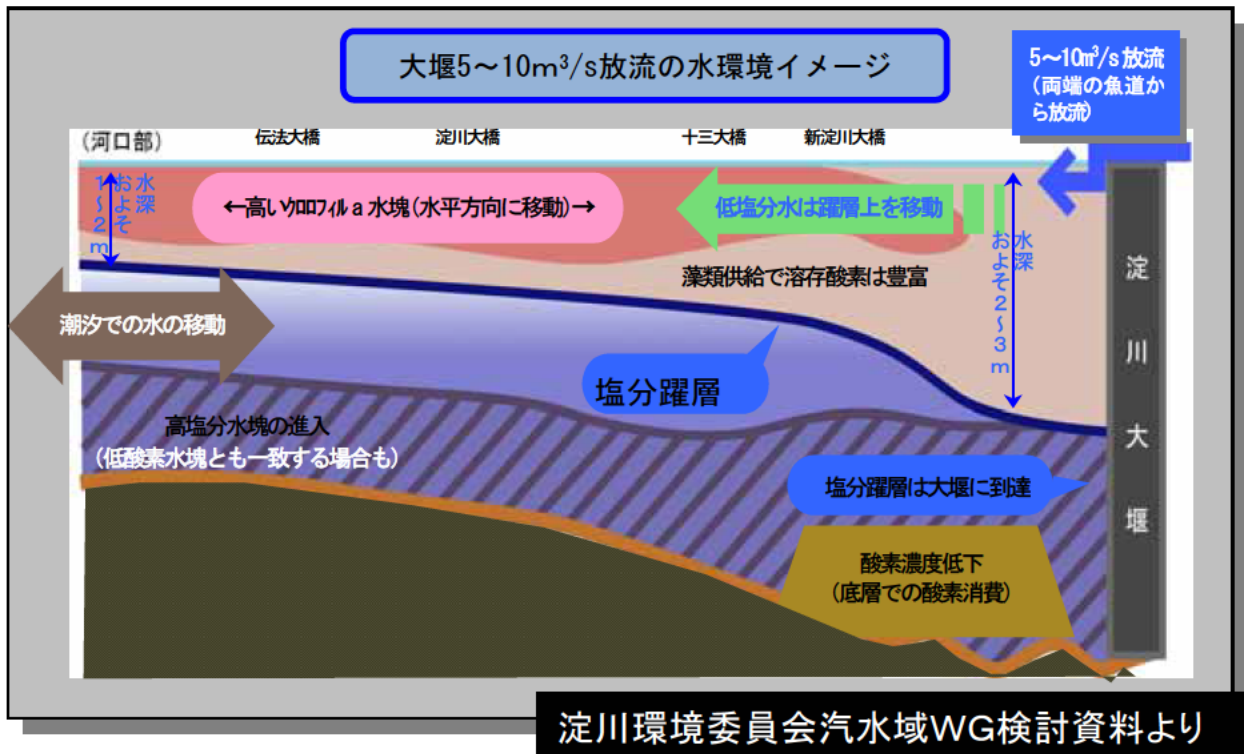 大堰5～10m³/s放流の水環境イメージ
5～10㎥/s 放流
(両端の魚道か
ら放流)
(河口部)
伝法大橋
淀川大橋
十三大橋
新淀川大橋
水深
およそ
1～2m
←高いｸﾛﾛﾌｨﾙ a 水塊(水平方向に移動)→
低塩分水は躍層上を移動
水深
およそ2～3m
藻類供給で溶存酸素は豊富
潮汐での水の移動
塩分躍層
高塩分水塊の進入
(低酸素水塊とも一致する場合も)
塩分躍層は大堰に到達
酸素濃度低下
(底層での酸素消費)
淀川大堰
淀川環境委員会汽水域WG検討資料より